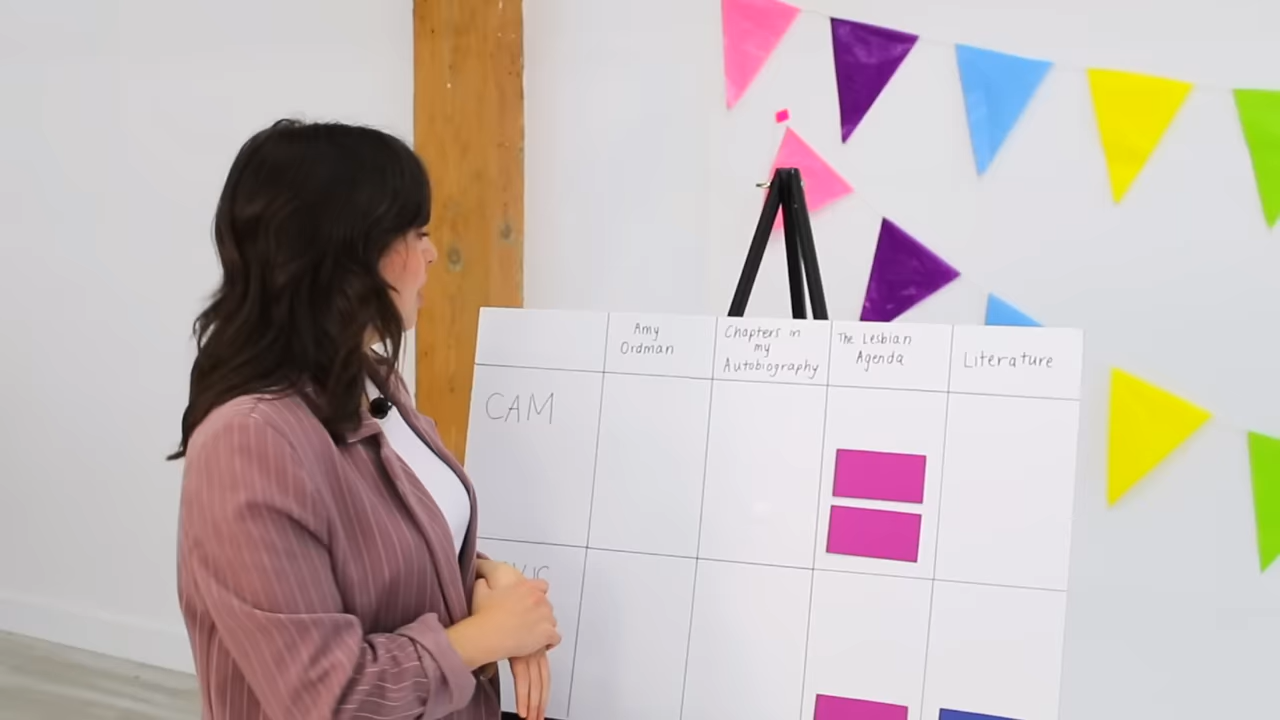 Amy
Ordman
Chapters in
my
Autobiography
The Lesbian
Agenda
Literature
CAM